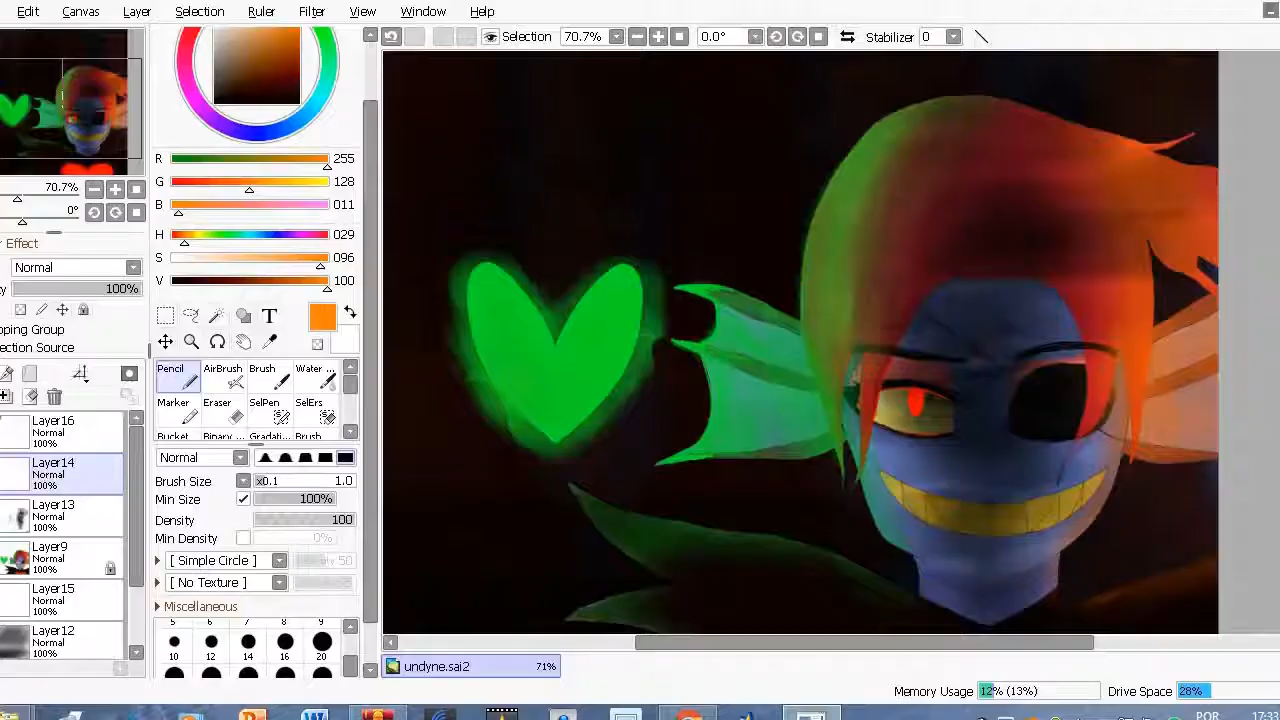 Edit Canvas Layer Selection Ruler Filter View Window Help
Selection 70.7% 0.0° Stabilizer 0
R 255
G 128
B 011
H 029
S 096
V 100
70.7%
0°
Effect
Normal
100%
pping Group
ection Source
T
Pencil AirBrush Brush Water ...
Marker Eraser SelPen SelErs
Bucket Binary ... Gradati... Brush
Normal
Brush Size x0.1 1.0
Min Size 100%
Density 100
Min Density 0%
[ Simple Circle ] 50
[ No Texture ]
Miscellaneous
5 6 7 8 9
10 12 14 16 20
Layer16
Normal
100%
Layer14
Normal
100%
Layer13
Normal
100%
Layer9
Normal
100%
Layer15
Normal
100%
Layer12
Normal
100%
undyne.sai2 71%
Memory Usage 12% (13%) Drive Space 28%
POR 17:33